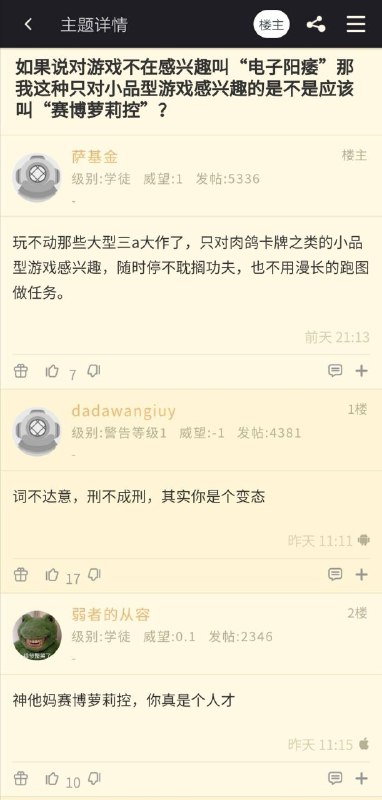 主题详情
楼主
如果说对游戏不在感兴趣叫“电子阳痿”那
我这种只对小品型游戏感兴趣的是不是应该
叫“赛博萝莉控”？
萨基金
楼主
级别:学徒 威望:1 发帖:5336
-
玩不动那些大型三a大作了，只对肉鸽卡牌之类的小品
型游戏感兴趣，随时停不耽搁功夫，也不用漫长的跑图
做任务。
前天 21:13
7
dadawangiuy
1楼
级别:警告等级1 威望:-1 发帖:4381
-
词不达意，刑不成刑，其实你是个变态
昨天 11:11
17
弱者的从容
2楼
级别:学徒 威望:0.1 发帖:2346
-
神他妈赛博萝莉控，你真是个人才
昨天 11:15
10